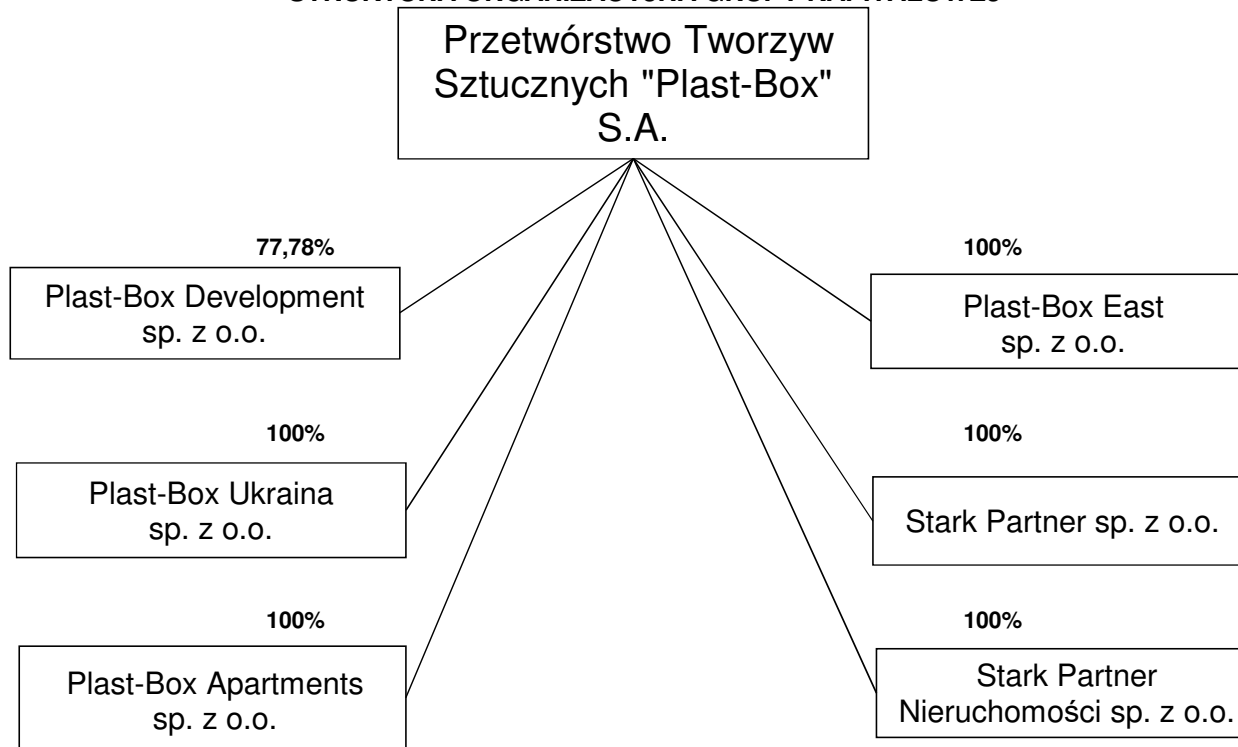 Przetwórstwo Tworzyw
Sztucznych "Plast-Box"
S.A.
77,78%
100%
Plast-Box Development
sp. z o.o.
Plast-Box East
sp. z o.o.
100%
100%
Plast-Box Ukraina
sp. z o.o.
Stark Partner sp. z o.o.
100%
100%
Plast-Box Apartments
sp. z o.o.
Stark Partner
Nieruchomości sp. z o.o.